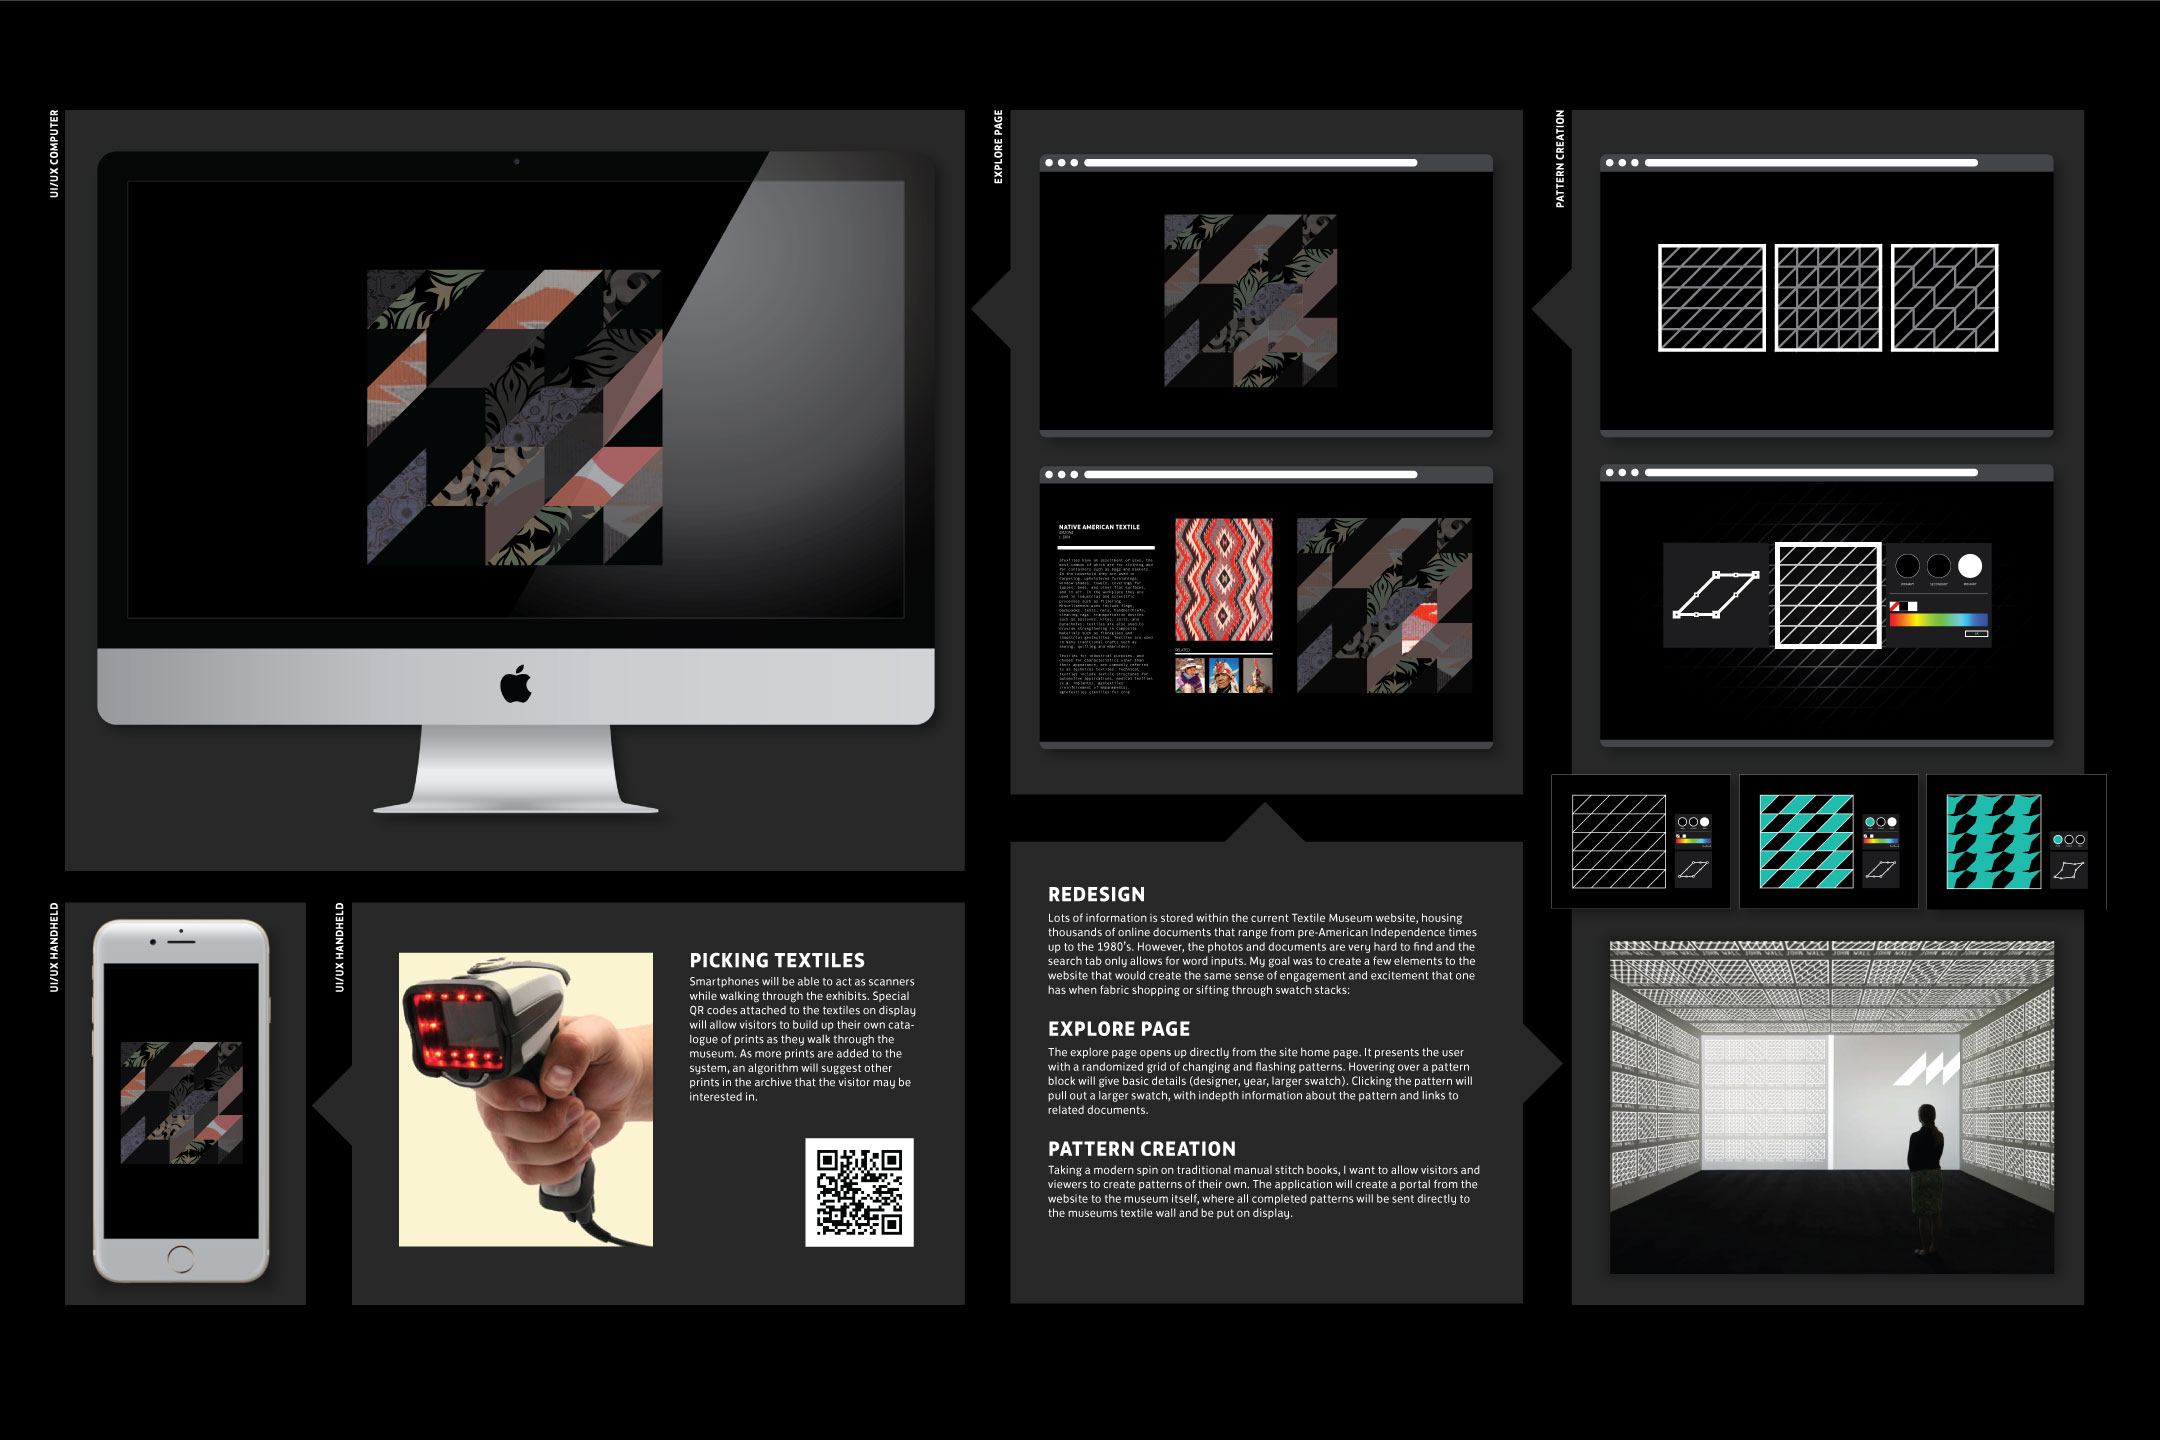 UI/UX COMPUTER
EXPLORE PAGE
PATTERN CREATION
NATIVE AMERICAN TEXTILE
RELATED
PRIMARY
SECONDARY
UI/UX HANDHELD
UI/UX HANDHELD
PICKING TEXTILES
Smartphones will be able to act as scanners
while walking through the exhibits. Special
QR codes attached to the textiles on display
will allow visitors to build up their own cata-
logue of prints as they walk through the
museum. As more prints are added to the
system, an algorithm will suggest other
prints in the archive that the visitor may be
interested in.
REDESIGN
Lots of information is stored within the current Textile Museum website, housing
thousands of online documents that range from pre-American Independence times
up to the 1980's. However, the photos and documents are very hard to find and the
search tab only allows for word inputs. My goal was to create a few elements to the
website that would create the same sense of engagement and excitement that one
has when fabric shopping or sifting through swatch stacks:
EXPLORE PAGE
The explore page opens up directly from the site home page. It presents the user
with a randomized grid of changing and flashing patterns. Hovering over a pattern
block will give basic details (designer, year, larger swatch). Clicking the pattern will
pull out a larger swatch, with indepth information about the pattern and links to
related documents.
PATTERN CREATION
Taking a modern spin on traditional manual stitch books, I want to allow visitors and
viewers to create patterns of their own. The application will create a portal from the
website to the museum itself, where all completed patterns will be sent directly to
the museums textile wall and be put on display.